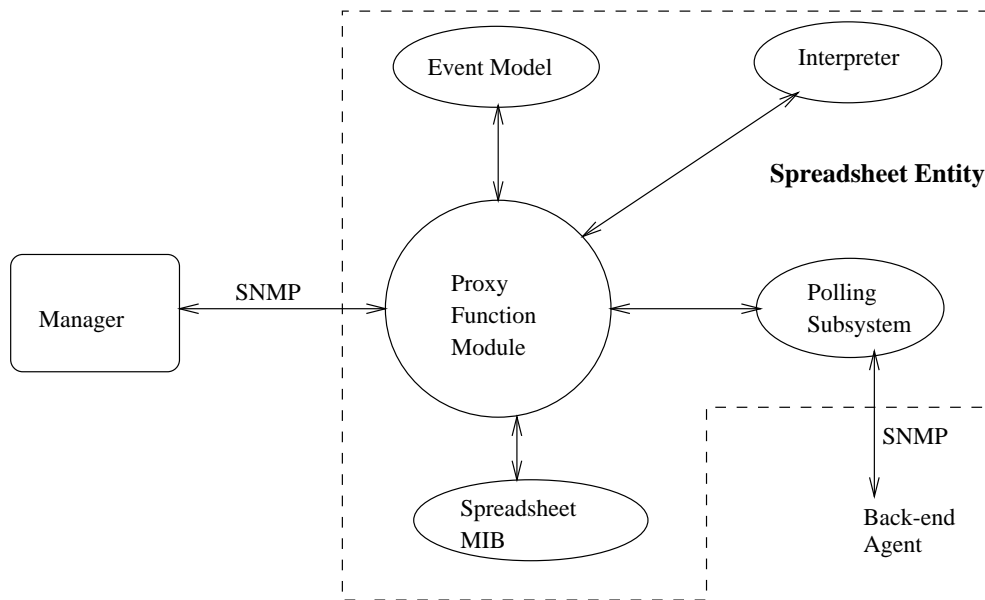 Event Model
Interpreter
Spreadsheet Entity
Manager
SNMP
Proxy
Function
Module
Polling
Subsystem
SNMP
Spreadsheet
MIB
Back-end
Agent